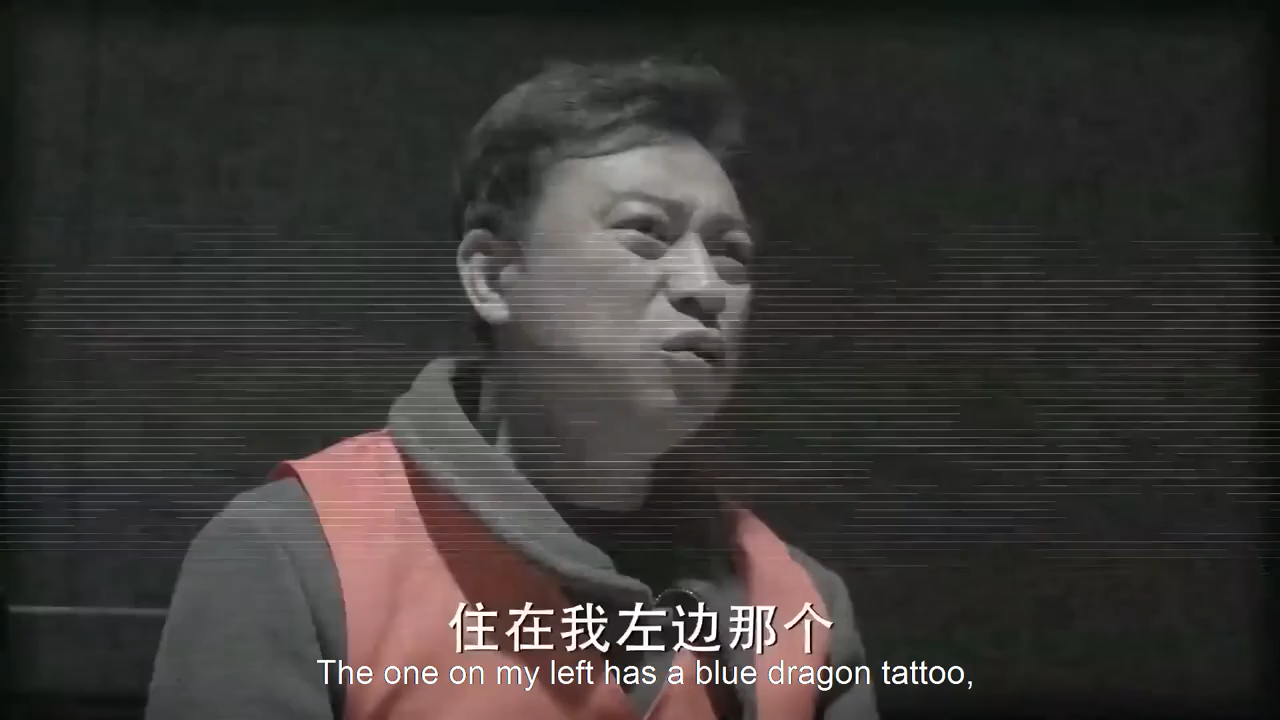 住在我左边那个
The one on my left has a blue dragon tattoo,